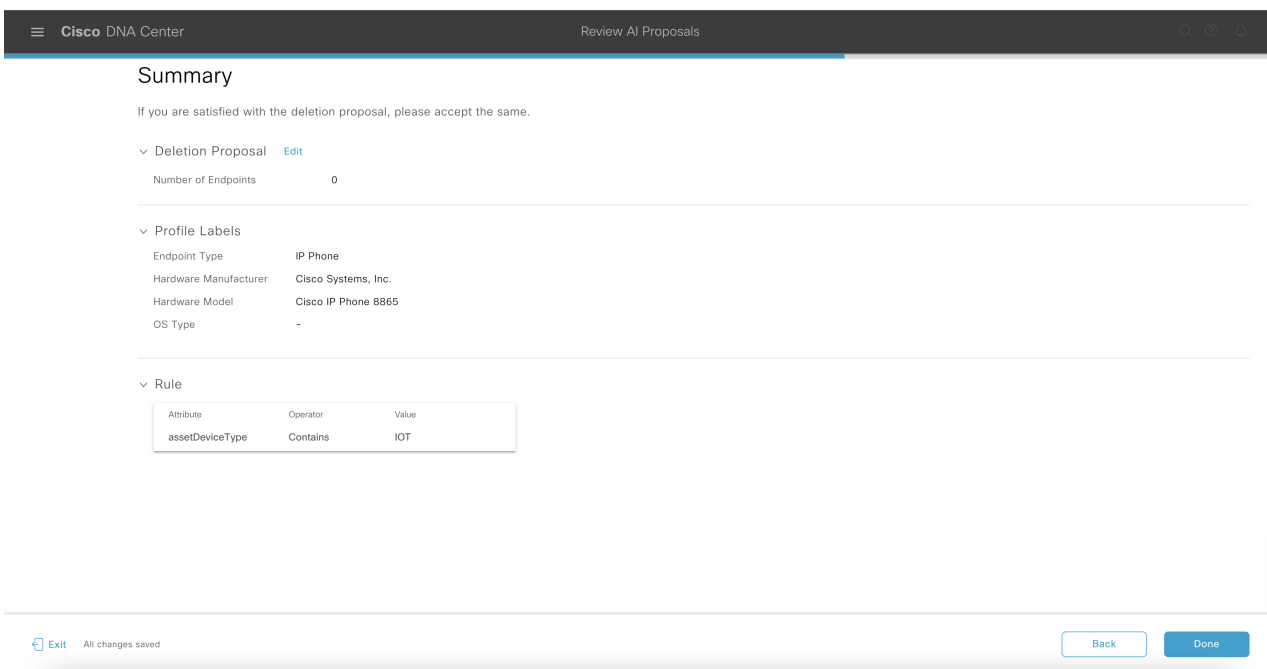 Cisco DNA Center Review AI Proposals
Summary
If you are satisfied with the deletion proposal, please accept the same.
Deletion Proposal Edit
Number of Endpoints 0
Profile Labels
Endpoint Type IP Phone
Hardware Manufacturer Cisco Systems, Inc.
Hardware Model Cisco IP Phone 8865
OS Type -
Rule
Attribute Operator Value
assetDeviceType Contains IOT
Exit All changes saved Back Done